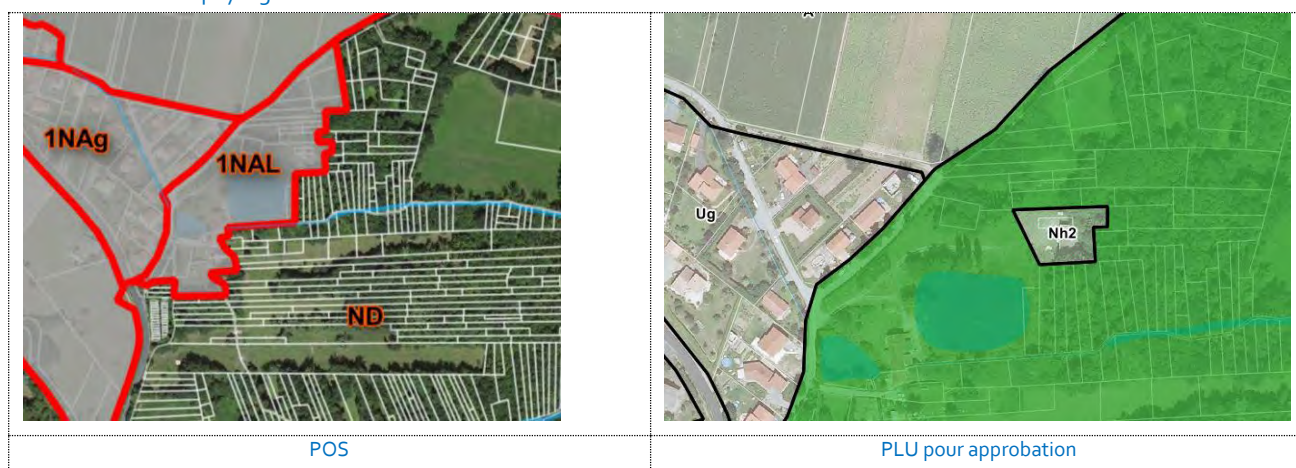 1NAg
1NAL
ND
A
Ug
Nh2
POS
PLU pour approbation